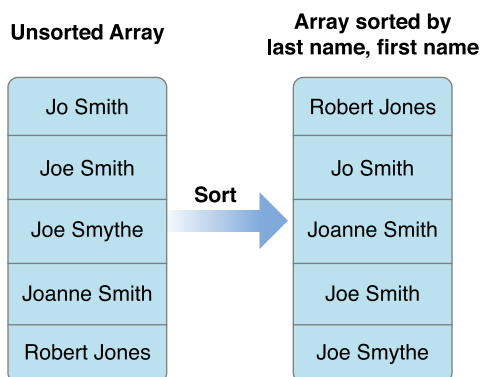 Unsorted Array
Jo Smith
Joe Smith
Joe Smythe
Joanne Smith
Robert Jones
Sort
Array sorted by
last name, first name
Robert Jones
Jo Smith
Joanne Smith
Joe Smith
Joe Smythe